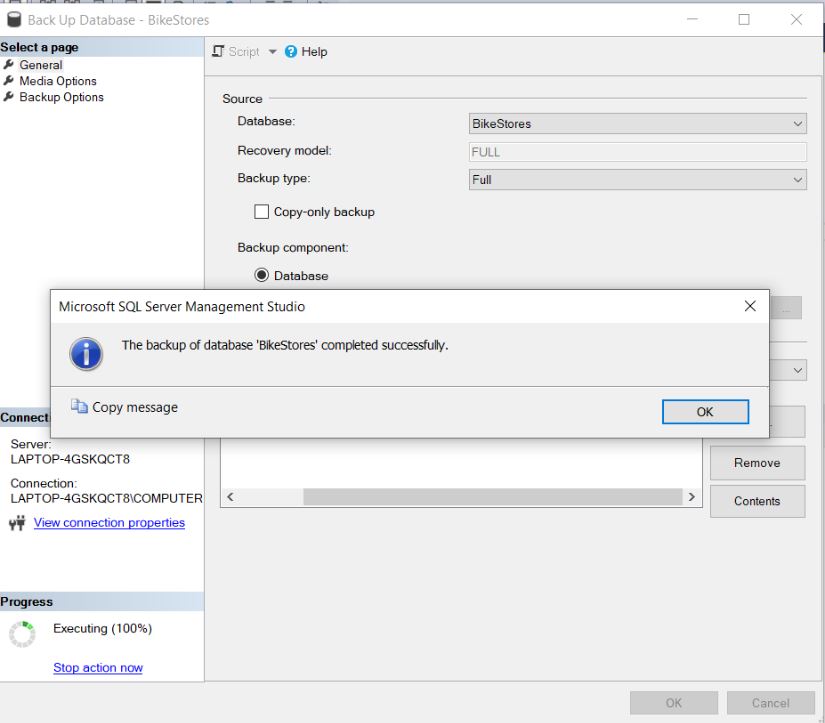 Back Up Database - BikeStores
Select a page
General
Media Options
Backup Options
Script
Help
Source
Database:
BikeStores
Recovery model:
FULL
Backup type:
Full
Copy-only backup
Backup component:
Database
Microsoft SQL Server Management Studio
The backup of database 'BikeStores' completed successfully.
Copy message
OK
...
Remove
Contents
Connecti
Server:
LAPTOP-4GSKQCT8
Connection:
LAPTOP-4GSKQCT8\COMPUTER
View connection properties
Progress
Executing (100%)
Stop action now
OK
Cancel